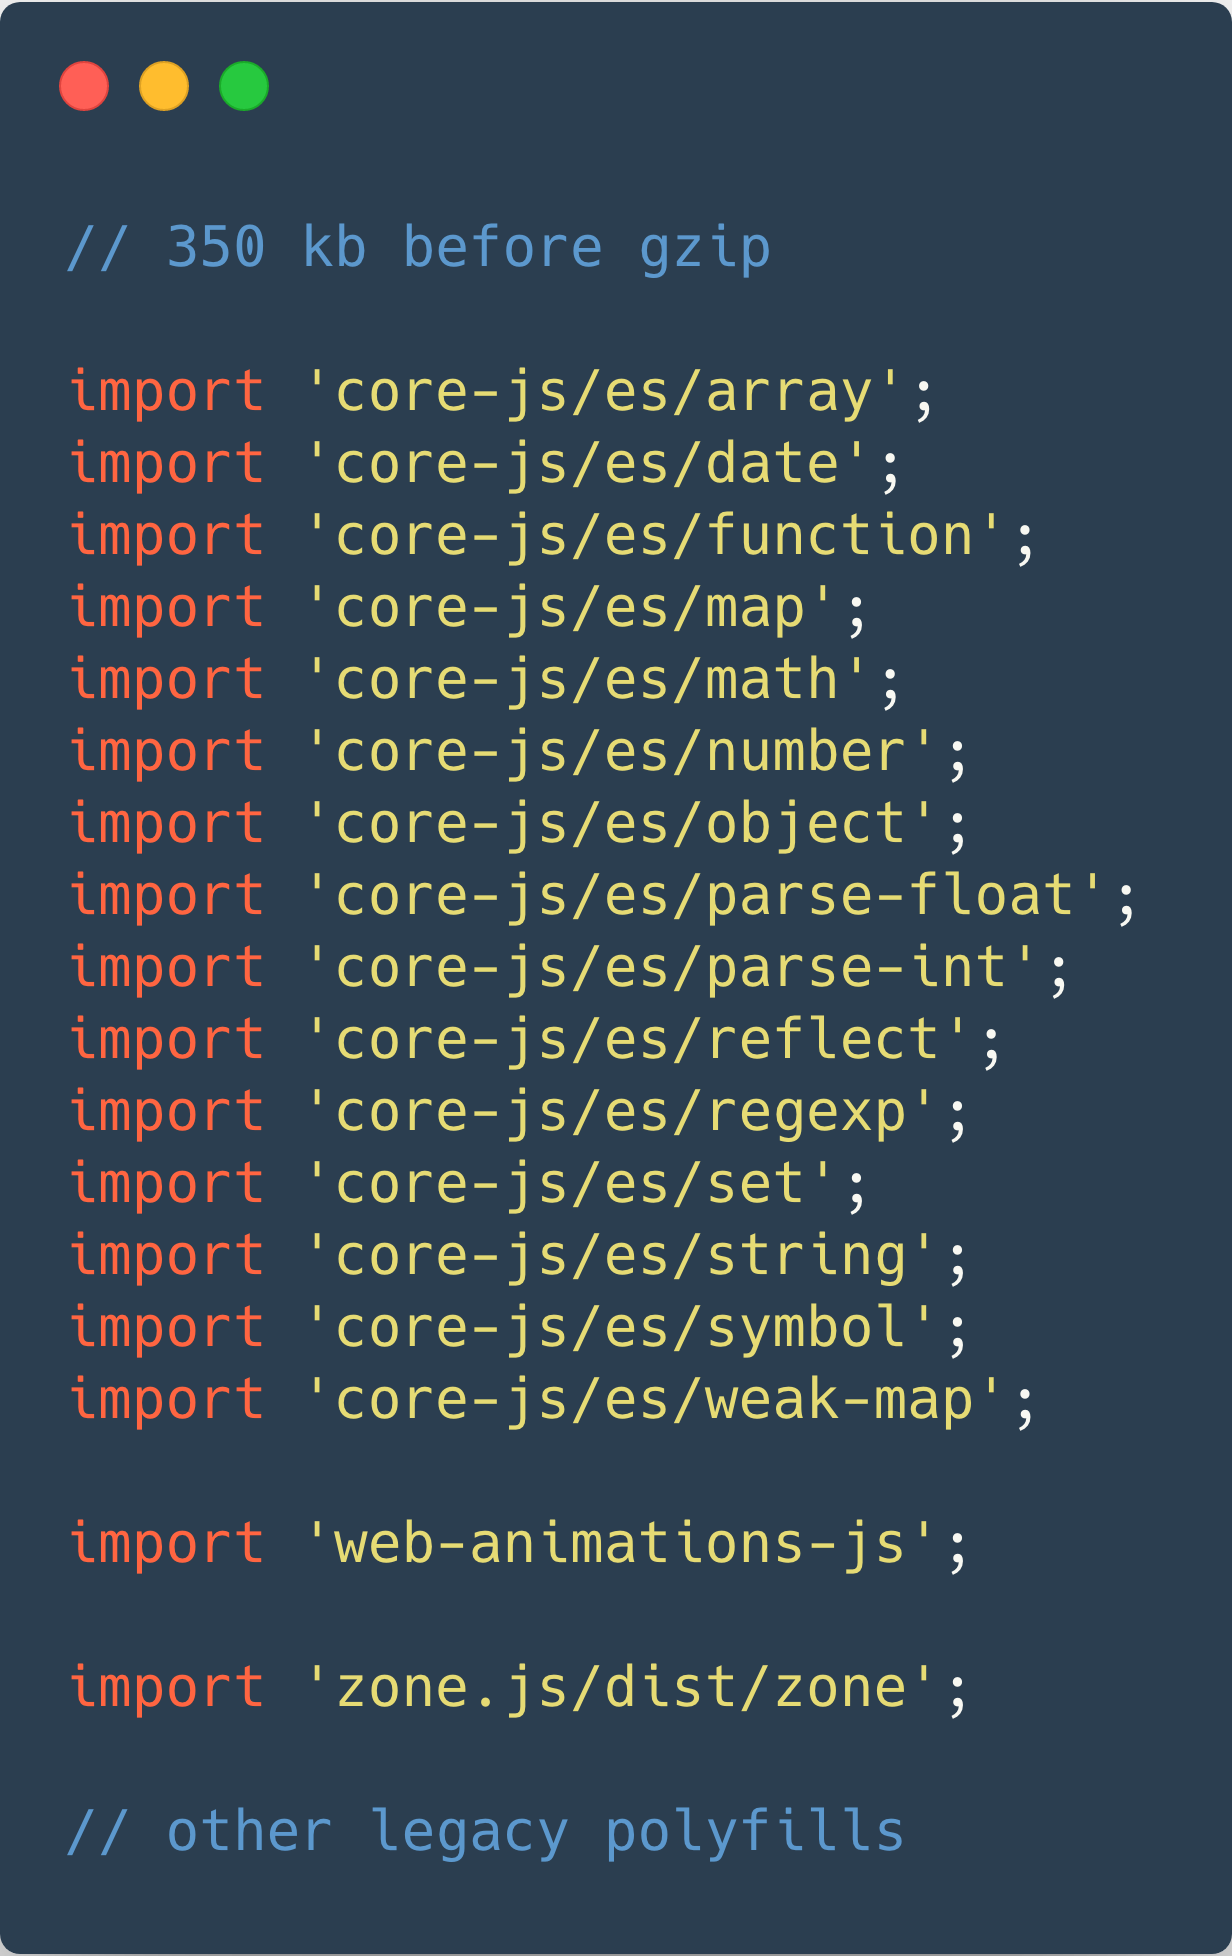 // 350 kb before gzip
import 'core-js/es/array';
import 'core-js/es/date';
import 'core-js/es/function';
import 'core-js/es/map';
import 'core-js/es/math';
import 'core-js/es/number';
import 'core-js/es/object';
import 'core-js/es/parse-float';
import 'core-js/es/parse-int';
import 'core-js/es/reflect';
import 'core-js/es/regexp';
import 'core-js/es/set';
import 'core-js/es/string';
import 'core-js/es/symbol';
import 'core-js/es/weak-map';
import 'web-animations-js';
import 'zone.js/dist/zone';
// other legacy polyfills